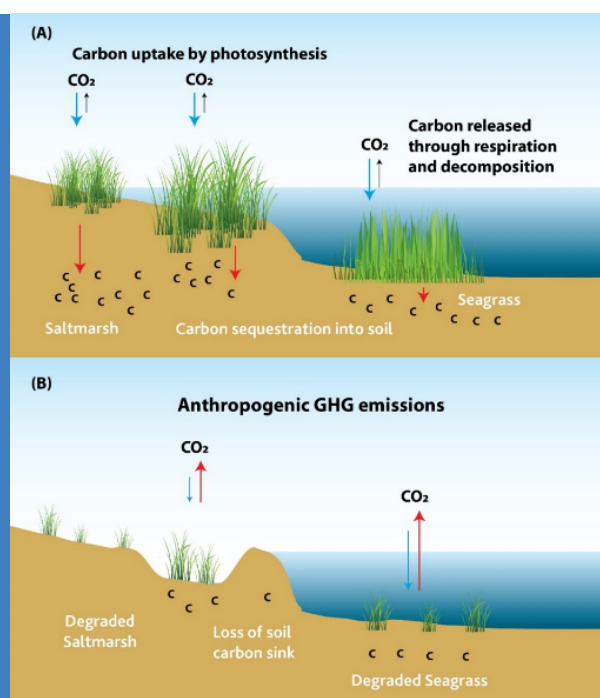 (A)
Carbon uptake by photosynthesis
CO₂
CO₂
CO₂
Carbon released
through respiration
and decomposition
C C C C C C C C C C C C
C C C C C
C C C C C C C C
Seagrass
Saltmarsh
Carbon sequestration into soil
(B)
Anthropogenic GHG emissions
CO₂
CO₂
C C C C
Degraded
Saltmarsh
Loss of soil
carbon sink
C C C C
Degraded Seagrass